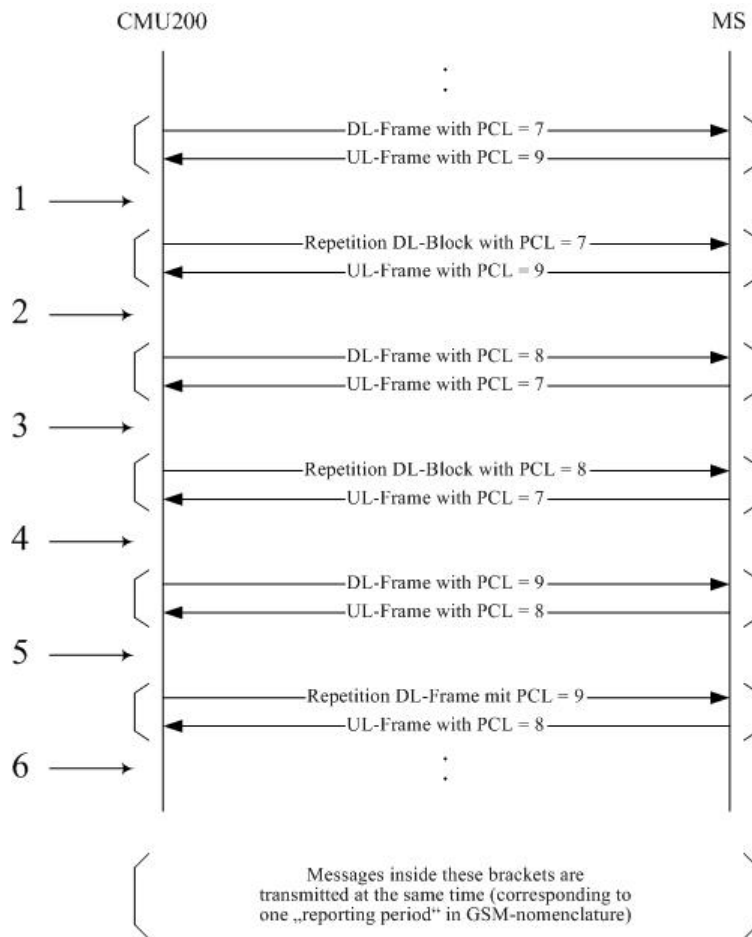 CMU200
MS
DL-Frame with PCL = 7
UL-Frame with PCL = 9
1
Repetition DL-Block with PCL = 7
UL-Frame with PCL = 9
2
DL-Frame with PCL = 8
UL-Frame with PCL = 7
3
Repetition DL-Block with PCL = 8
UL-Frame with PCL = 7
4
DL-Frame with PCL = 9
UL-Frame with PCL = 8
5
Repetition DL-Frame mit PCL = 9
UL-Frame with PCL = 8
6
Messages inside these brackets are
transmitted at the same time (corresponding to
one „reporting period“ in GSM-nomenclature)